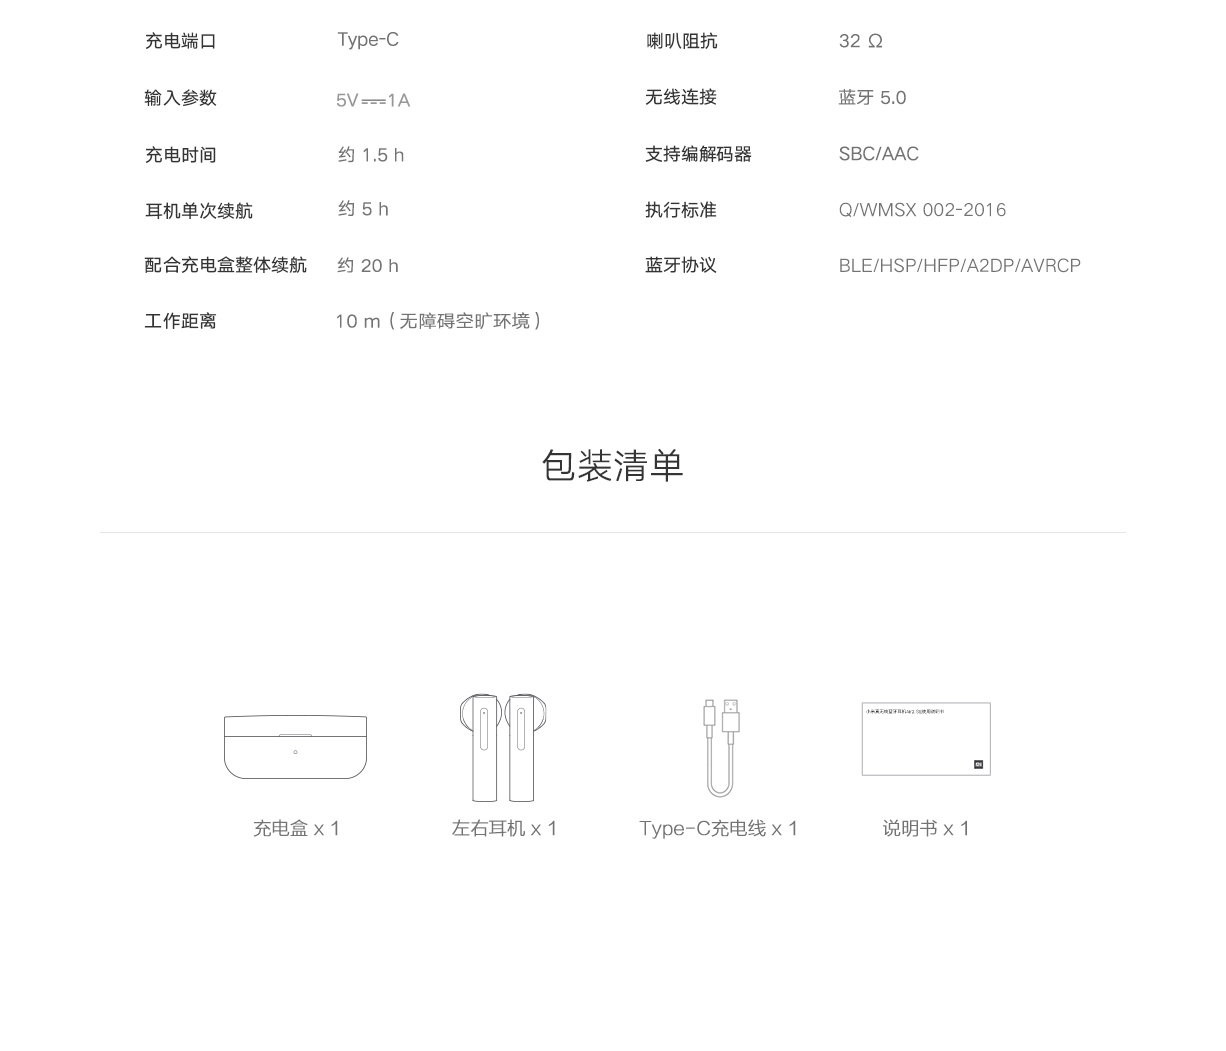 充电端口 Type-C
喇叭阻抗 32 Ω
输入参数 5V⎓1A
无线连接 蓝牙 5.0
充电时间 约 1.5 h
支持编解码器 SBC/AAC
耳机单次续航 约 5 h
执行标准 Q/WMSX 002-2016
配合充电盒整体续航 约 20 h
蓝牙协议 BLE/HSP/HFP/A2DP/AVRCP
工作距离 10 m（无障碍空旷环境）
包装清单
充电盒 x 1
左右耳机 x 1
Type-C充电线 x 1
说明书 x 1